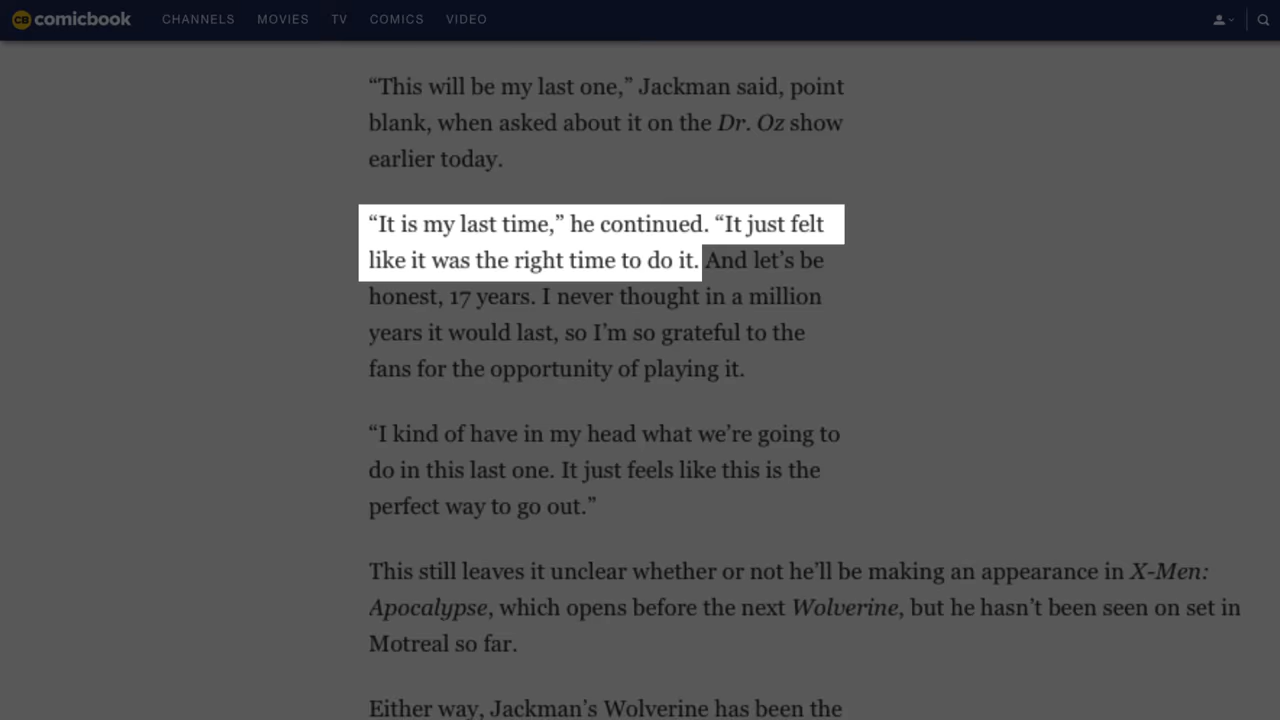 CB comicbook CHANNELS MOVIES TV COMICS VIDEO
“This will be my last one,” Jackman said, point
blank, when asked about it on the Dr. Oz show
earlier today.
“It is my last time,” he continued. “It just felt
like it was the right time to do it. And let’s be
honest, 17 years. I never thought in a million
years it would last, so I’m so grateful to the
fans for the opportunity of playing it.
“I kind of have in my head what we’re going to
do in this last one. It just feels like this is the
perfect way to go out.”
This still leaves it unclear whether or not he’ll be making an appearance in X-Men:
Apocalypse, which opens before the next Wolverine, but he hasn’t been seen on set in
Motreal so far.
Either way, Jackman’s Wolverine has been the